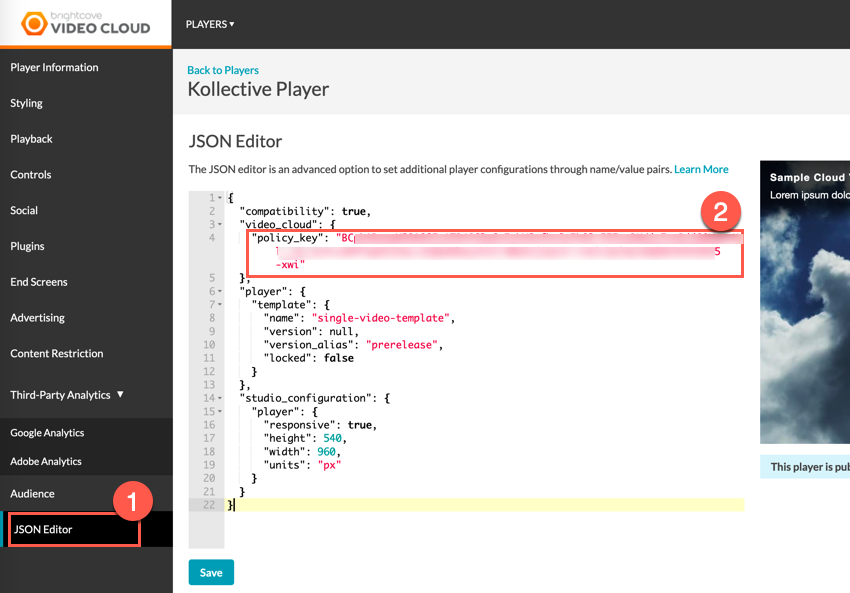 brightcove
VIDEO CLOUD
PLAYERS ▾
Player Information
Styling
Playback
Controls
Social
Plugins
End Screens
Advertising
Content Restriction
Third-Party Analytics ▼
Google Analytics
Adobe Analytics
Audience
1
JSON Editor
Back to Players
Kollective Player
JSON Editor
The JSON editor is an advanced option to set additional player configurations through name/value pairs. Learn More
2
1 {
2 "compatibility": true,
3 "video_cloud": {
4 "policy_key": "BC
5
-xwi"
5 },
6 "player": {
7 "template": {
8 "name": "single-video-template",
9 "version": null,
10 "version_alias": "prerelease",
11 "locked": false
12 }
13 },
14 "studio_configuration": {
15 "player": {
16 "responsive": true,
17 "height": 540,
18 "width": 960,
19 "units": "px"
20 }
21 }
22 }
Save
Sample Cloud
Lorem ipsum dolo
This player is pub